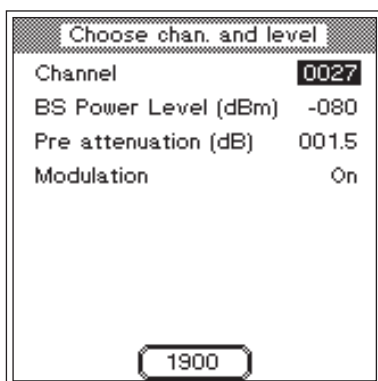 Choose chan. and level
Channel 0027
BS Power Level (dBm) -080
Pre attenuation (dB) 001.5
Modulation On
1900